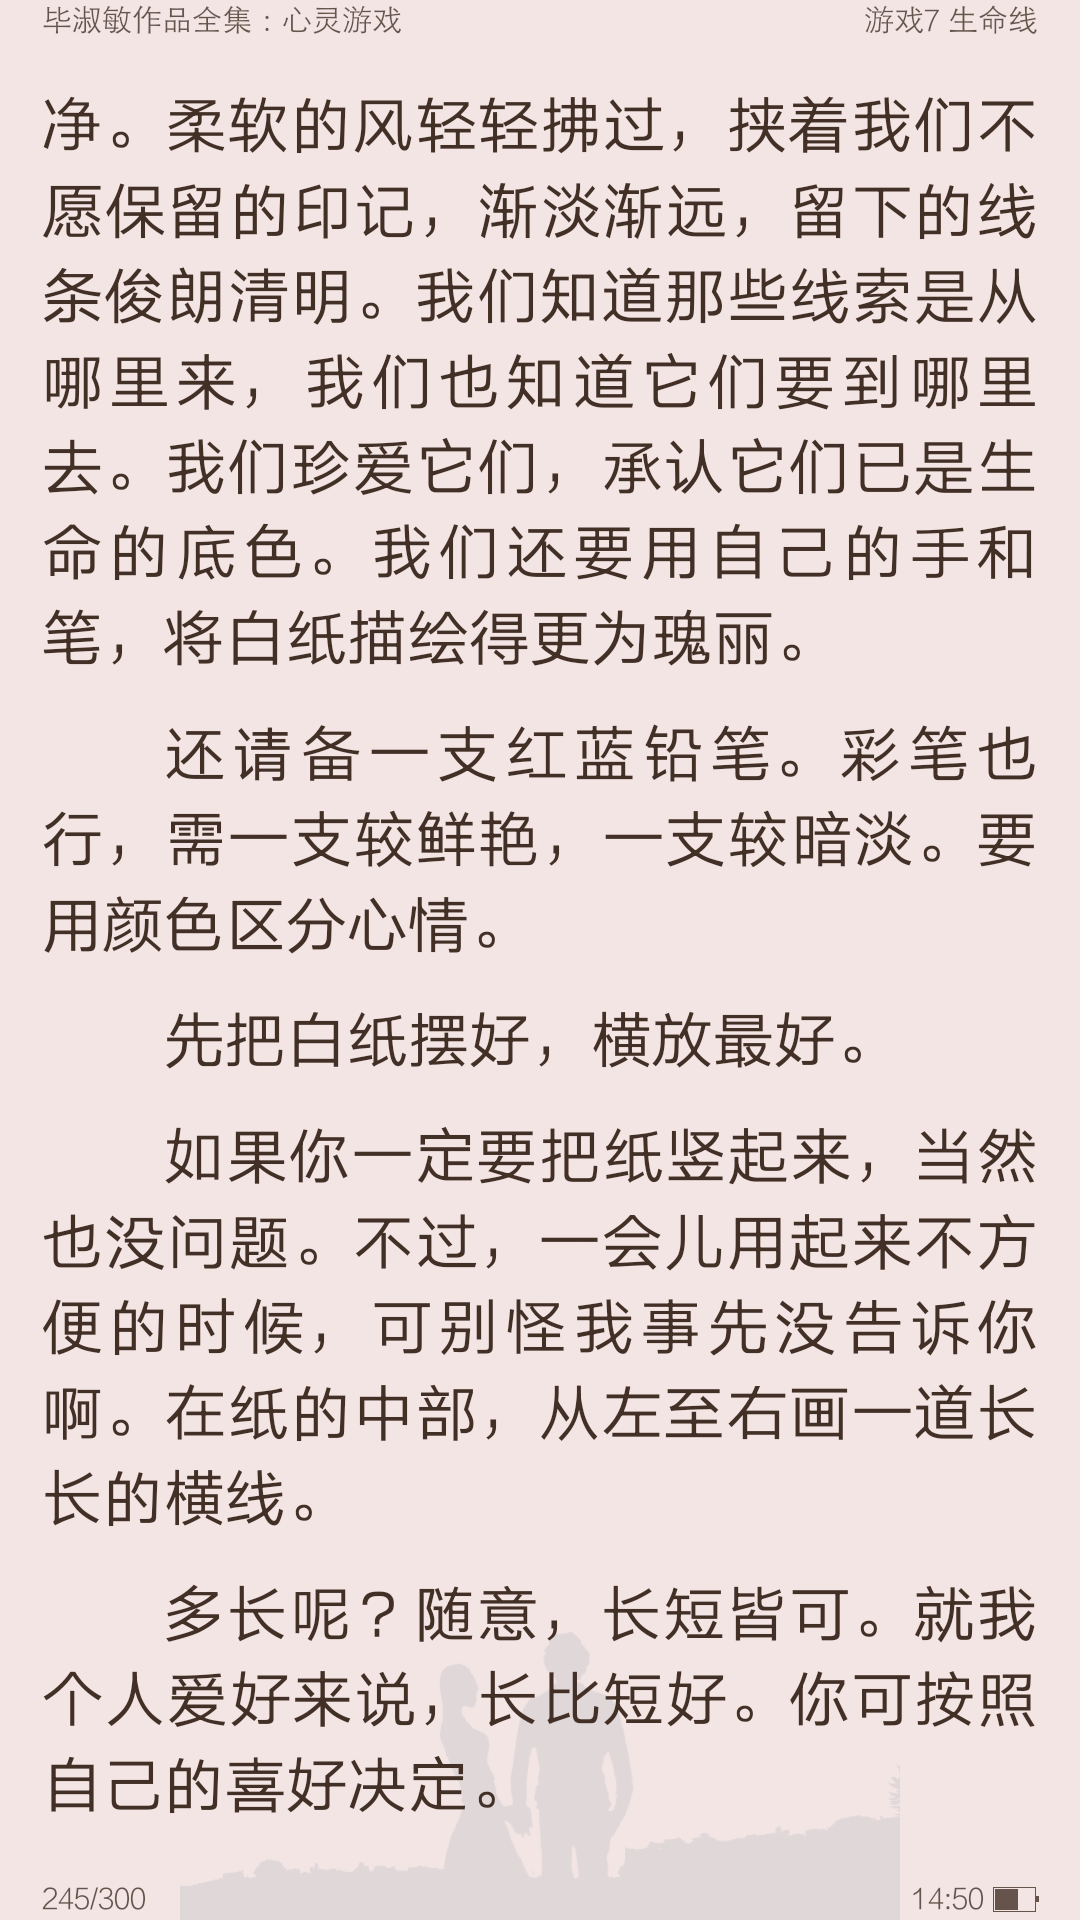 毕淑敏作品全集：心灵游戏 游戏7 生命线
净。柔软的风轻轻拂过，挟着我们不
愿保留的印记，渐淡渐远，留下的线
条俊朗清明。我们知道那些线索是从
哪里来，我们也知道它们要到哪里
去。我们珍爱它们，承认它们已是生
命的底色。我们还要用自己的手和
笔，将白纸描绘得更为瑰丽。
还请备一支红蓝铅笔。彩笔也
行，需一支较鲜艳，一支较暗淡。要
用颜色区分心情。
先把白纸摆好，横放最好。
如果你一定要把纸竖起来，当然
也没问题。不过，一会儿用起来不方
便的时候，可别怪我事先没告诉你
啊。在纸的中部，从左至右画一道长
长的横线。
多长呢？随意，长短皆可。就我
个人爱好来说，长比短好。你可按照
自己的喜好决定。
245/300 14:50